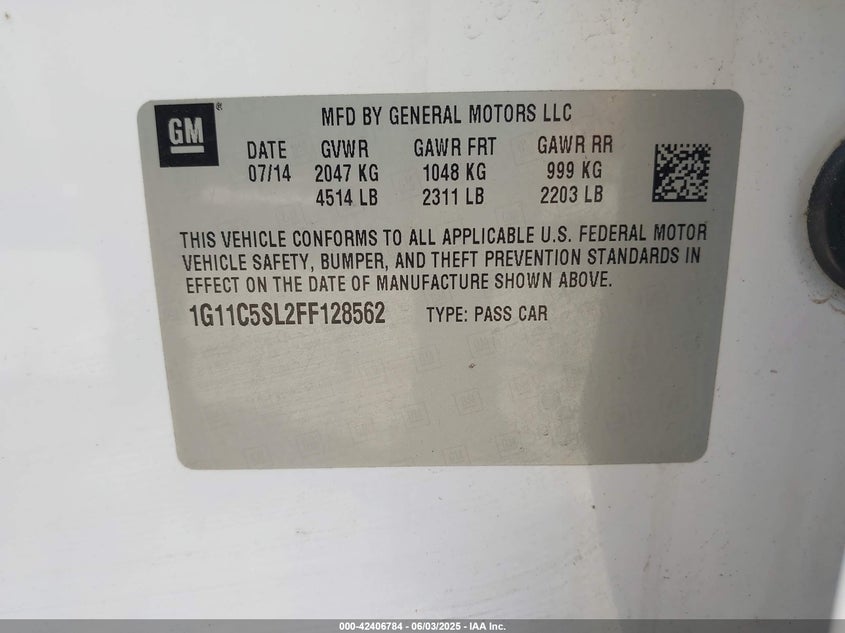 GM ®
MFD BY GENERAL MOTORS LLC
DATE GVWR GAWR FRT GAWR RR
07/14 2047 KG 1048 KG 999 KG
4514 LB 2311 LB 2203 LB
THIS VEHICLE CONFORMS TO ALL APPLICABLE U.S. FEDERAL MOTOR
VEHICLE SAFETY, BUMPER, AND THEFT PREVENTION STANDARDS IN
EFFECT ON THE DATE OF MANUFACTURE SHOWN ABOVE.
1G11C5SL2FF128562 TYPE: PASS CAR
000-42406784 - 06/03/2025 - IAA Inc.